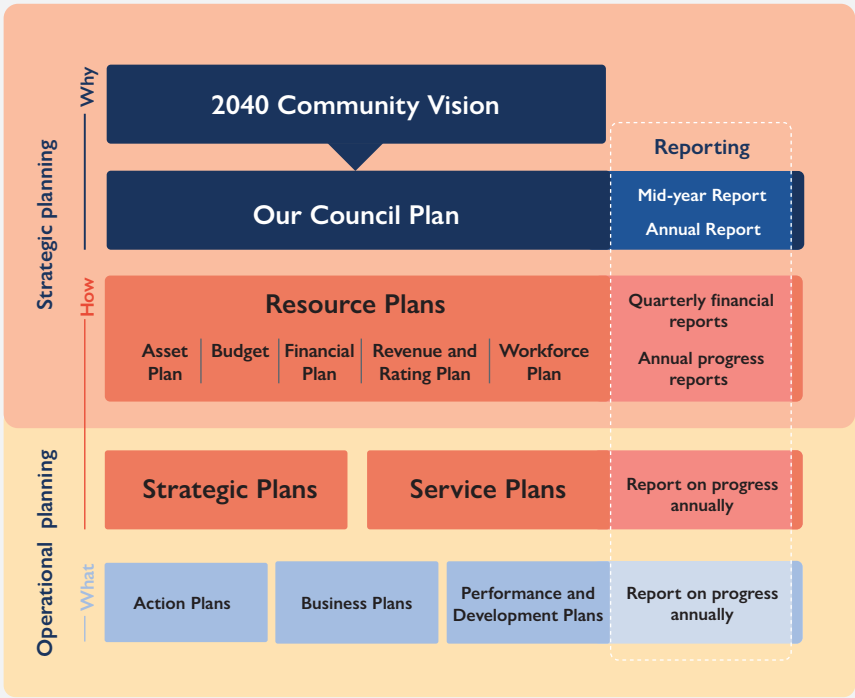 Strategic planning
Why
2040 Community Vision
Reporting
Our Council Plan
Mid-year Report
Annual Report
How
Resource Plans
Asset
Plan
Budget
Financial
Plan
Revenue and
Rating Plan
Workforce
Plan
Quarterly financial
reports
Annual progress
reports
Operational planning
Strategic Plans
Service Plans
Report on progress
annually
What
Action Plans
Business Plans
Performance and
Development Plans
Report on progress
annually